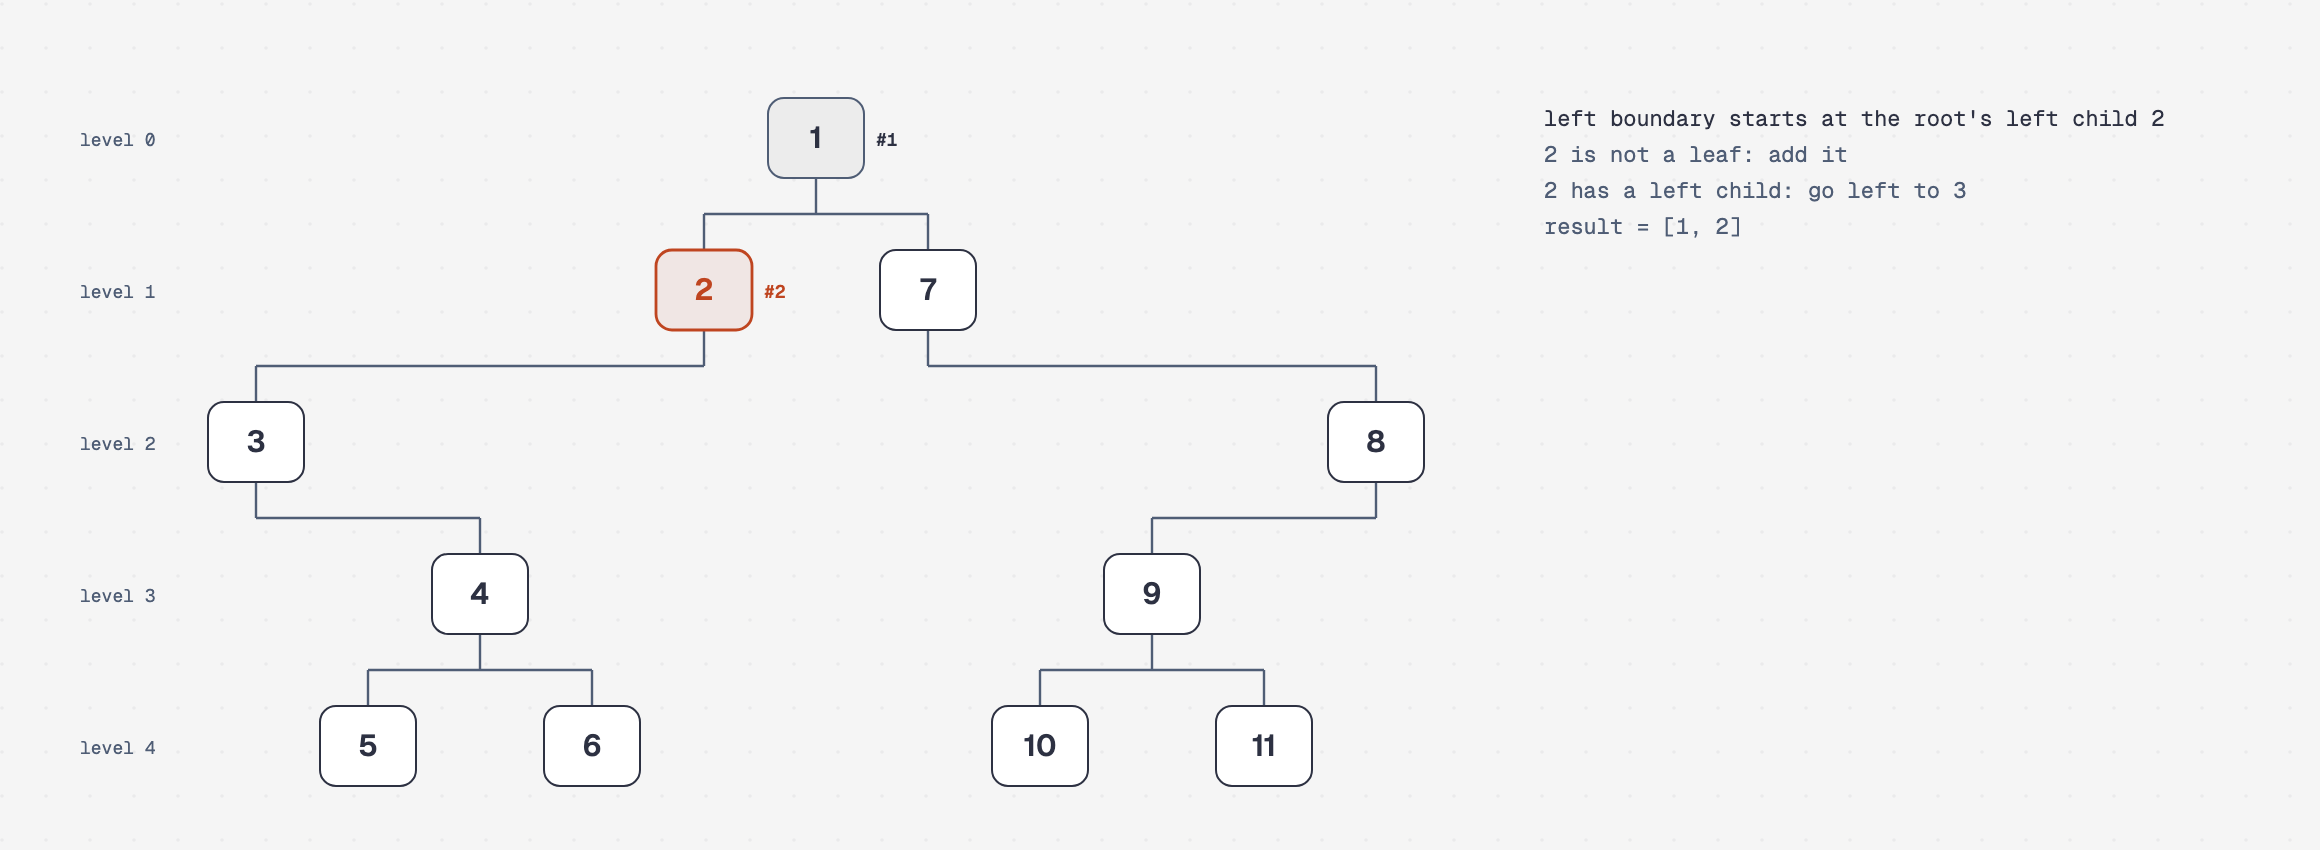 level 0
1
#1
level 1
2
#2
7
level 2
3
8
level 3
4
9
level 4
5
6
10
11
left boundary starts at the root's left child 2
2 is not a leaf: add it
2 has a left child: go left to 3
result = [1, 2]